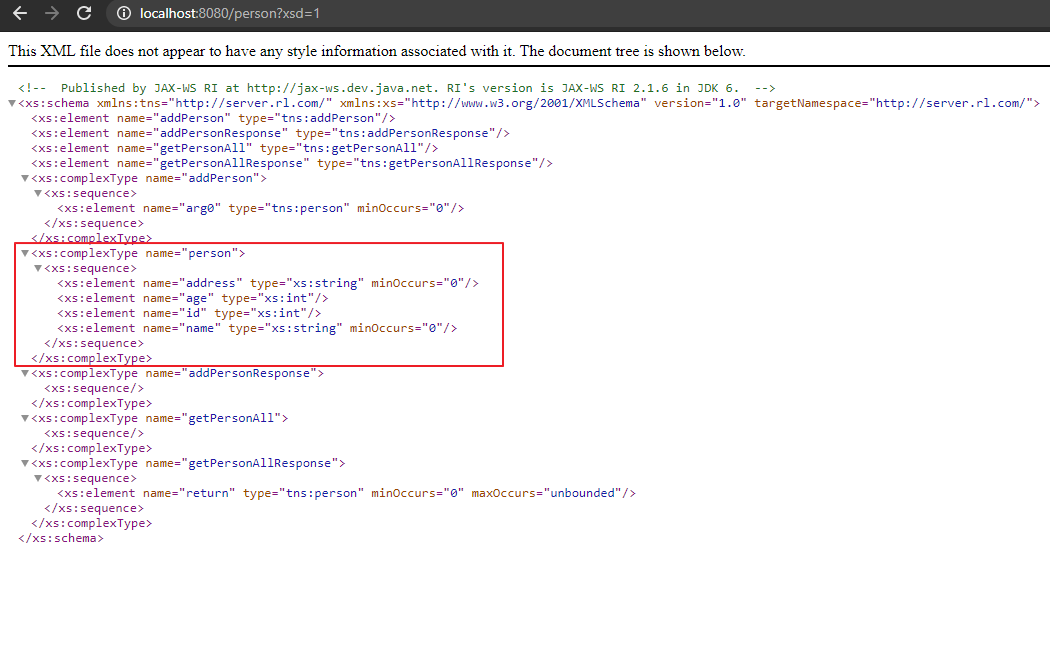 localhost:8080/person?xsd=1
This XML file does not appear to have any style information associated with it. The document tree is shown below.
<!--  Published by JAX-WS RI at http://jax-ws.dev.java.net. RI's version is JAX-WS RI 2.1.6 in JDK 6.  -->
▼<xs:schema xmlns:tns="http://server.rl.com/" xmlns:xs="http://www.w3.org/2001/XMLSchema" version="1.0" targetNamespace="http://server.rl.com/">
<xs:element name="addPerson" type="tns:addPerson"/>
<xs:element name="addPersonResponse" type="tns:addPersonResponse"/>
<xs:element name="getPersonAll" type="tns:getPersonAll"/>
<xs:element name="getPersonAllResponse" type="tns:getPersonAllResponse"/>
▼<xs:complexType name="addPerson">
▼<xs:sequence>
<xs:element name="arg0" type="tns:person" minOccurs="0"/>
</xs:sequence>
</xs:complexType>
▼<xs:complexType name="person">
▼<xs:sequence>
<xs:element name="address" type="xs:string" minOccurs="0"/>
<xs:element name="age" type="xs:int"/>
<xs:element name="id" type="xs:int"/>
<xs:element name="name" type="xs:string" minOccurs="0"/>
</xs:sequence>
</xs:complexType>
▼<xs:complexType name="addPersonResponse">
<xs:sequence/>
</xs:complexType>
▼<xs:complexType name="getPersonAll">
<xs:sequence/>
</xs:complexType>
▼<xs:complexType name="getPersonAllResponse">
▼<xs:sequence>
<xs:element name="return" type="tns:person" minOccurs="0" maxOccurs="unbounded"/>
</xs:sequence>
</xs:complexType>
</xs:schema>